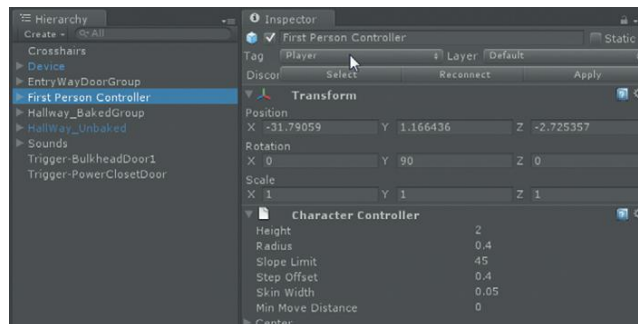 Hierarchy
Create
All
Crosshairs
Device
EntryWayDoorGroup
First Person Controller
Hallway_BakedGroup
HallWay_Unbaked
Sounds
Trigger-BulkheadDoor1
Trigger-PowerClosetDoor
Inspector
First Person Controller Static
Tag Player Layer Default
Discor Select Reconnect Apply
Transform
Position
X -31.79059 Y 1.166436 Z -2.725357
Rotation
X 0 Y 90 Z 0
Scale
X 1 Y 1 Z 1
Character Controller
Height 2
Radius 0.4
Slope Limit 45
Step Offset 0.4
Skin Width 0.05
Min Move Distance 0
Center